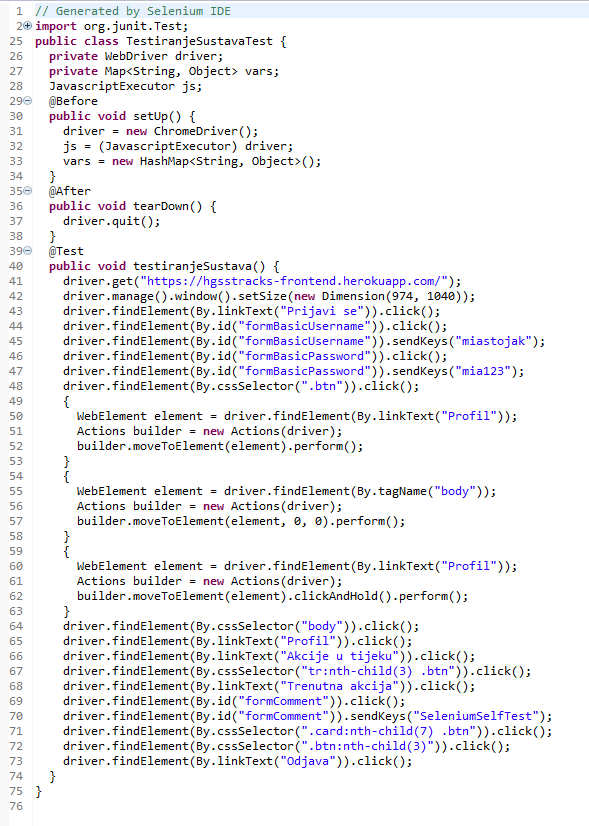 1 // Generated by Selenium IDE
2 import org.junit.Test;
25 public class TestiranjeSustavaTest {
26   private WebDriver driver;
27   private Map<String, Object> vars;
28   JavascriptExecutor js;
29   @Before
30   public void setUp() {
31     driver = new ChromeDriver();
32     js = (JavascriptExecutor) driver;
33     vars = new HashMap<String, Object>();
34   }
35   @After
36   public void tearDown() {
37     driver.quit();
38   }
39   @Test
40   public void testiranjeSustava() {
41     driver.get("https://hgsstracks-frontend.herokuapp.com/");
42     driver.manage().window().setSize(new Dimension(974, 1040));
43     driver.findElement(By.linkText("Prijavi se")).click();
44     driver.findElement(By.id("formBasicUsername")).click();
45     driver.findElement(By.id("formBasicUsername")).sendKeys("miastojak");
46     driver.findElement(By.id("formBasicPassword")).click();
47     driver.findElement(By.id("formBasicPassword")).sendKeys("mia123");
48     driver.findElement(By.cssSelector(".btn")).click();
49     {
50       WebElement element = driver.findElement(By.linkText("Profil"));
51       Actions builder = new Actions(driver);
52       builder.moveToElement(element).perform();
53     }
54     {
55       WebElement element = driver.findElement(By.tagName("body"));
56       Actions builder = new Actions(driver);
57       builder.moveToElement(element, 0, 0).perform();
58     }
59     {
60       WebElement element = driver.findElement(By.linkText("Profil"));
61       Actions builder = new Actions(driver);
62       builder.moveToElement(element).clickAndHold().perform();
63     }
64     driver.findElement(By.cssSelector("body")).click();
65     driver.findElement(By.linkText("Profil")).click();
66     driver.findElement(By.linkText("Akcije u tijeku")).click();
67     driver.findElement(By.cssSelector("tr:nth-child(3) .btn")).click();
68     driver.findElement(By.linkText("Trenutna akcija")).click();
69     driver.findElement(By.id("formComment")).click();
70     driver.findElement(By.id("formComment")).sendKeys("SeleniumSelfTest");
71     driver.findElement(By.cssSelector(".card:nth-child(7) .btn")).click();
72     driver.findElement(By.cssSelector(".btn:nth-child(3)")).click();
73     driver.findElement(By.linkText("Odjava")).click();
74   }
75 }
76